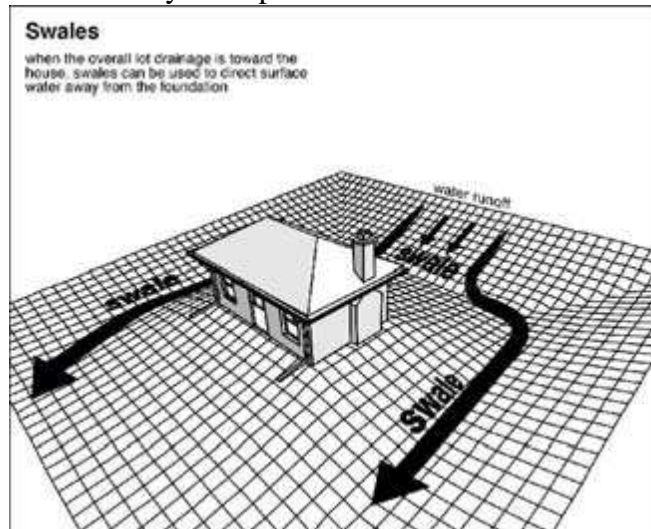 Swales
when the overall lot drainage is toward the
house, swales can be used to direct surface
water away from the foundation
water runoff
swale
swale
Swale